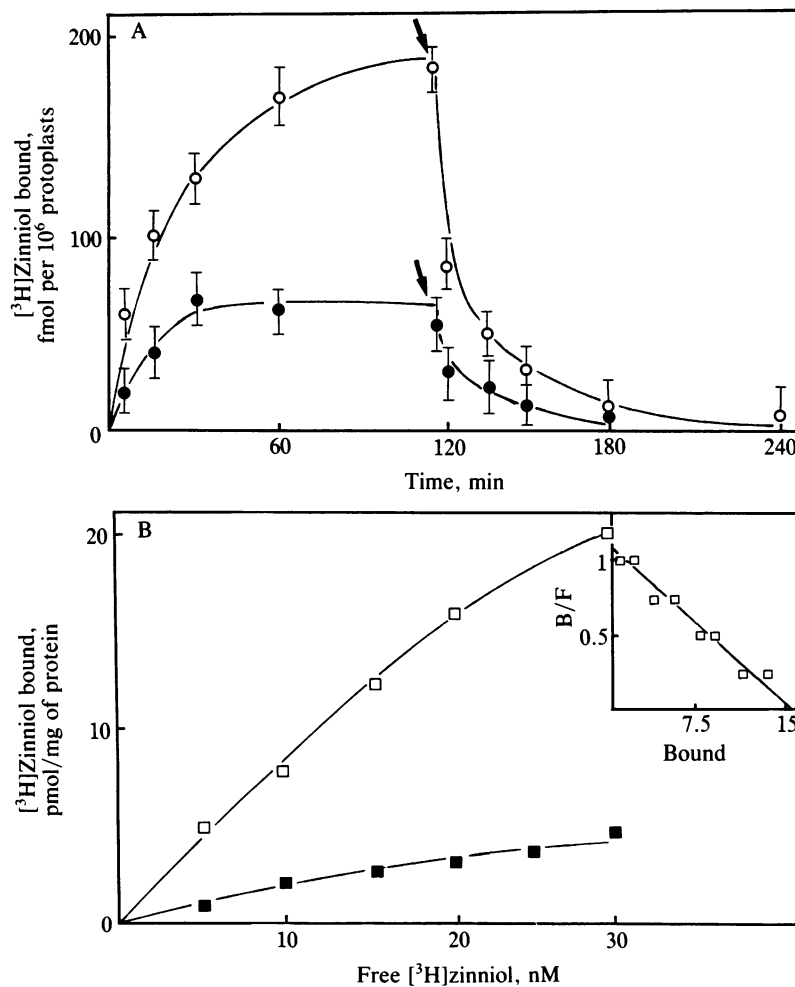 A
200
100
0
[³H]Zinniol bound,
fmol per 10⁶ protoplasts
60
120
180
240
Time, min
B
20
10
0
[³H]Zinniol bound,
pmol/mg of protein
10
20
30
Free [³H]zinniol, nM
1
0.5
B/F
7.5
15
Bound